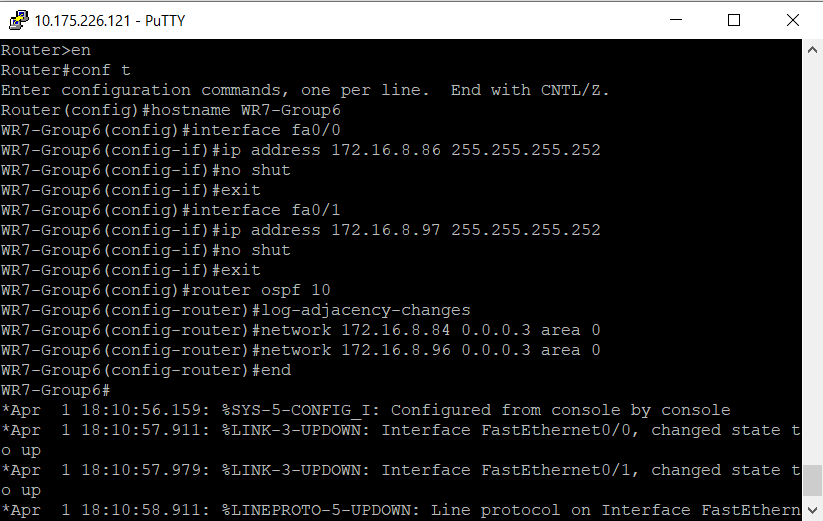 10.175.226.121 - PuTTY
Router>en
Router#conf t
Enter configuration commands, one per line.  End with CNTL/Z.
Router(config)#hostname WR7-Group6
WR7-Group6(config)#interface fa0/0
WR7-Group6(config-if)#ip address 172.16.8.86 255.255.255.252
WR7-Group6(config-if)#no shut
WR7-Group6(config-if)#exit
WR7-Group6(config)#interface fa0/1
WR7-Group6(config-if)#ip address 172.16.8.97 255.255.255.252
WR7-Group6(config-if)#no shut
WR7-Group6(config-if)#exit
WR7-Group6(config)#router ospf 10
WR7-Group6(config-router)#log-adjacency-changes
WR7-Group6(config-router)#network 172.16.8.84 0.0.0.3 area 0
WR7-Group6(config-router)#network 172.16.8.96 0.0.0.3 area 0
WR7-Group6(config-router)#end
WR7-Group6#
*Apr  1 18:10:56.159: %SYS-5-CONFIG_I: Configured from console by console
*Apr  1 18:10:57.911: %LINK-3-UPDOWN: Interface FastEthernet0/0, changed state t
o up
*Apr  1 18:10:57.979: %LINK-3-UPDOWN: Interface FastEthernet0/1, changed state t
o up
*Apr  1 18:10:58.911: %LINEPROTO-5-UPDOWN: Line protocol on Interface FastEthern